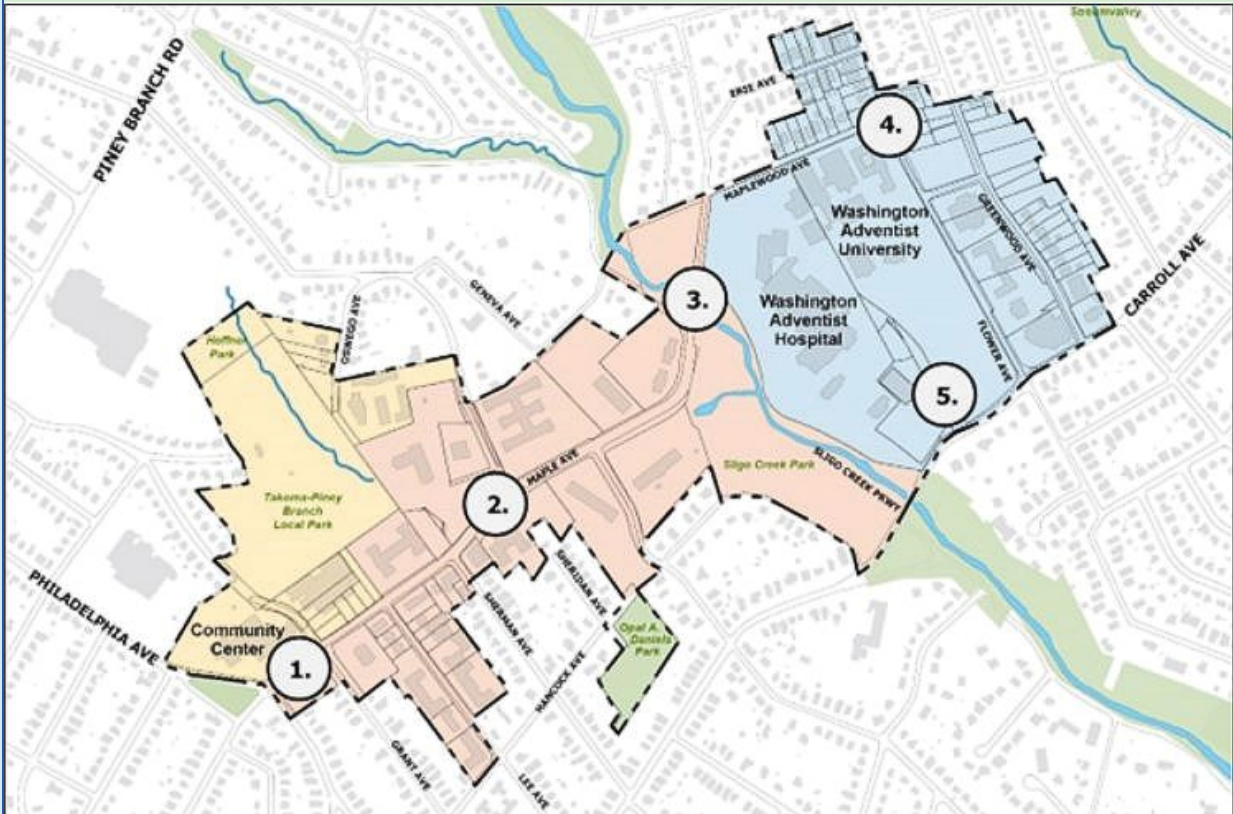 Sligo​valley
PINEY BRANCH RD
ERIE AVE
4.
MAPLEWOOD AVE
Washington
Adventist
University
GREENWOOD AVE
CARROLL AVE
3.
Washington
Adventist
Hospital
GENEVA AVE
OSWEGO AVE
Heffner
Park
FLOWER AVE
5.
MAPLE AVE
2.
Sligo Creek Park
SLIGO CREEK PKWY
Takoma-Piney
Branch
Local Park
SHERIDAN AVE
PHILADELPHIA AVE
SHERMAN AVE
Opal A.
Daniels
Park
Community
Center
1.
HANCOCK AVE
GRANT AVE
LEE AVE